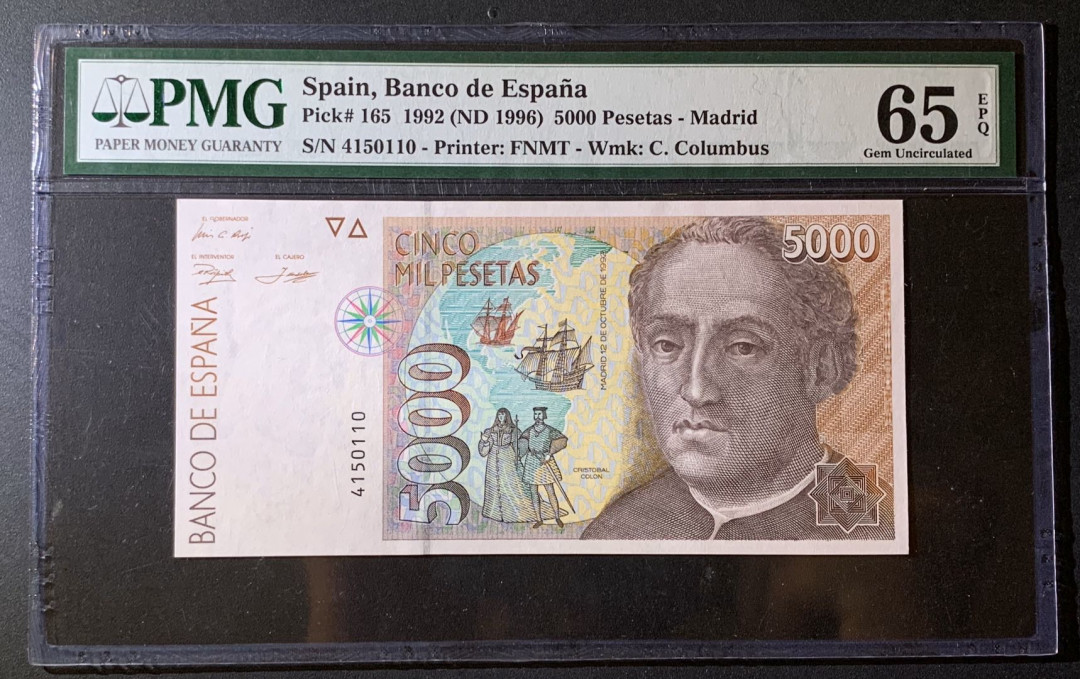 PMG
PAPER MONEY GUARANTY
Spain, Banco de España
Pick# 165 1992 (ND 1996) 5000 Pesetas - Madrid
S/N 4150110 - Printer: FNMT - Wmk: C. Columbus
65
EPQ
Gem Uncirculated
EL GOBERNADOR
EL INTERVENTOR
EL CAJERO
BANCO DE ESPAÑA
4150110
CINCO
MIL PESETAS
5000
MADRID 12 DE OCTUBRE DE 1992
CRISTOBAL
COLON
5000